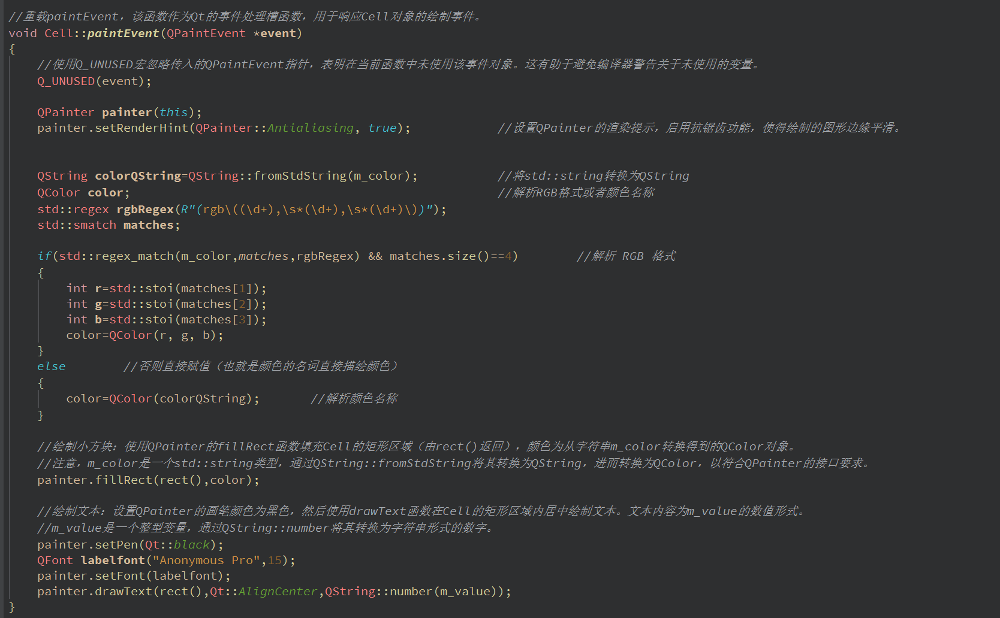 //重载paintEvent，该函数作为Qt的事件处理槽函数，用于响应Cell对象的绘制事件。
void Cell::paintEvent(QPaintEvent *event)
{
//使用Q_UNUSED宏忽略传入的QPaintEvent指针，表明在当前函数中未使用该事件对象。这有助于避免编译器警告关于未使用的变量。
Q_UNUSED(event);
QPainter painter(this);
painter.setRenderHint(QPainter::Antialiasing, true); //设置QPainter的渲染提示，启用抗锯齿功能，使得绘制的图形边缘平滑。
QString colorQString=QString::fromStdString(m_color); //将std::string转换为QString
QColor color; //解析RGB格式或者颜色名称
std::regex rgbRegex(R"(rgb\((\d+),\s*(\d+),\s*(\d+)\))");
std::smatch matches;
if(std::regex_match(m_color,matches,rgbRegex) && matches.size()==4) //解析 RGB 格式
{
int r=std::stoi(matches[1]);
int g=std::stoi(matches[2]);
int b=std::stoi(matches[3]);
color=QColor(r, g, b);
}
else //否则直接赋值（也就是颜色的名词直接描绘颜色）
{
color=QColor(colorQString); //解析颜色名称
}
//绘制小方块：使用QPainter的fillRect函数填充Cell的矩形区域（由rect()返回），颜色为从字符串m_color转换得到的QColor对象。
//注意，m_color是一个std::string类型，通过QString::fromStdString将其转换为QString，进而转换为QColor，以符合QPainter的接口要求。
painter.fillRect(rect(),color);
//绘制文本：设置QPainter的画笔颜色为黑色，然后使用drawText函数在Cell的矩形区域内居中绘制文本。文本内容为m_value的数值形式。
//m_value是一个整型变量，通过QString::number将其转换为字符串形式的数字。
painter.setPen(Qt::black);
QFont labelfont("Anonymous Pro",15);
painter.setFont(labelfont);
painter.drawText(rect(),Qt::AlignCenter,QString::number(m_value));
}